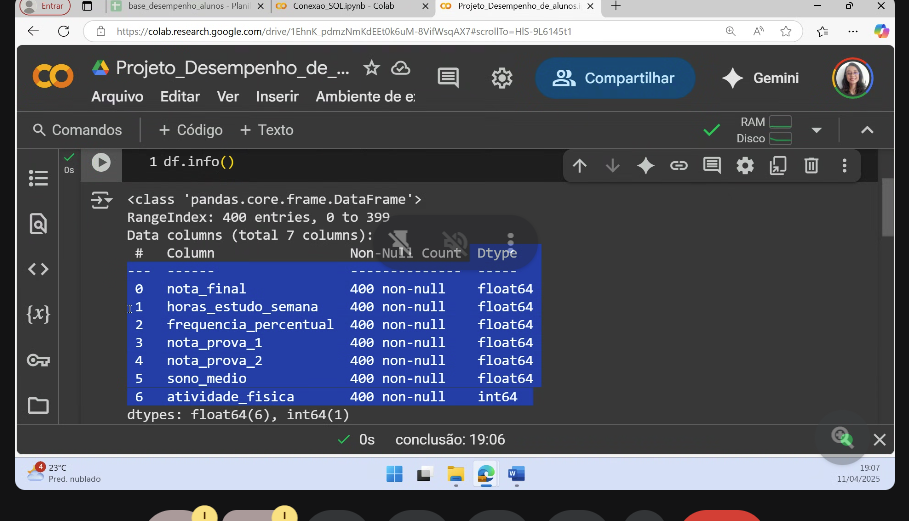 Entrar
base_desempenho_alunos - Plani
Conexao_SQL.ipynb - Colab
Projeto_Desempenho_de_alunos.i
https://colab.research.google.com/drive/1EhnK_pdmzNmKdEEt0k6uM-8VifWsqAX7#scrollTo=HIS-9L6145t1
CO
Projeto_Desempenho_de_...
Compartilhar
Gemini
Arquivo Editar Ver Inserir Ambiente de e:
Comandos + Código + Texto
RAM
Disco
0s
1 df.info()
<class 'pandas.core.frame.DataFrame'>
RangeIndex: 400 entries, 0 to 399
Data columns (total 7 columns):
# Column Non-Null Count Dtype
--- ------ -------------- -----
0 nota_final 400 non-null float64
1 horas_estudo_semana 400 non-null float64
2 frequencia_percentual 400 non-null float64
3 nota_prova_1 400 non-null float64
4 nota_prova_2 400 non-null float64
5 sono_medio 400 non-null float64
6 atividade_fisica 400 non-null int64
dtypes: float64(6), int64(1)
0s conclusão: 19:06
4
23°C
Pred. nublado
19:07
11/04/2025